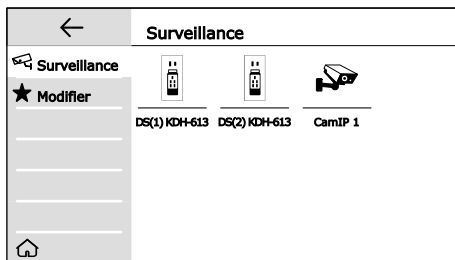 Surveillance
Surveillance
Modifier
DS(1) KDH-613 DS(2) KDH-613 CamIP 1